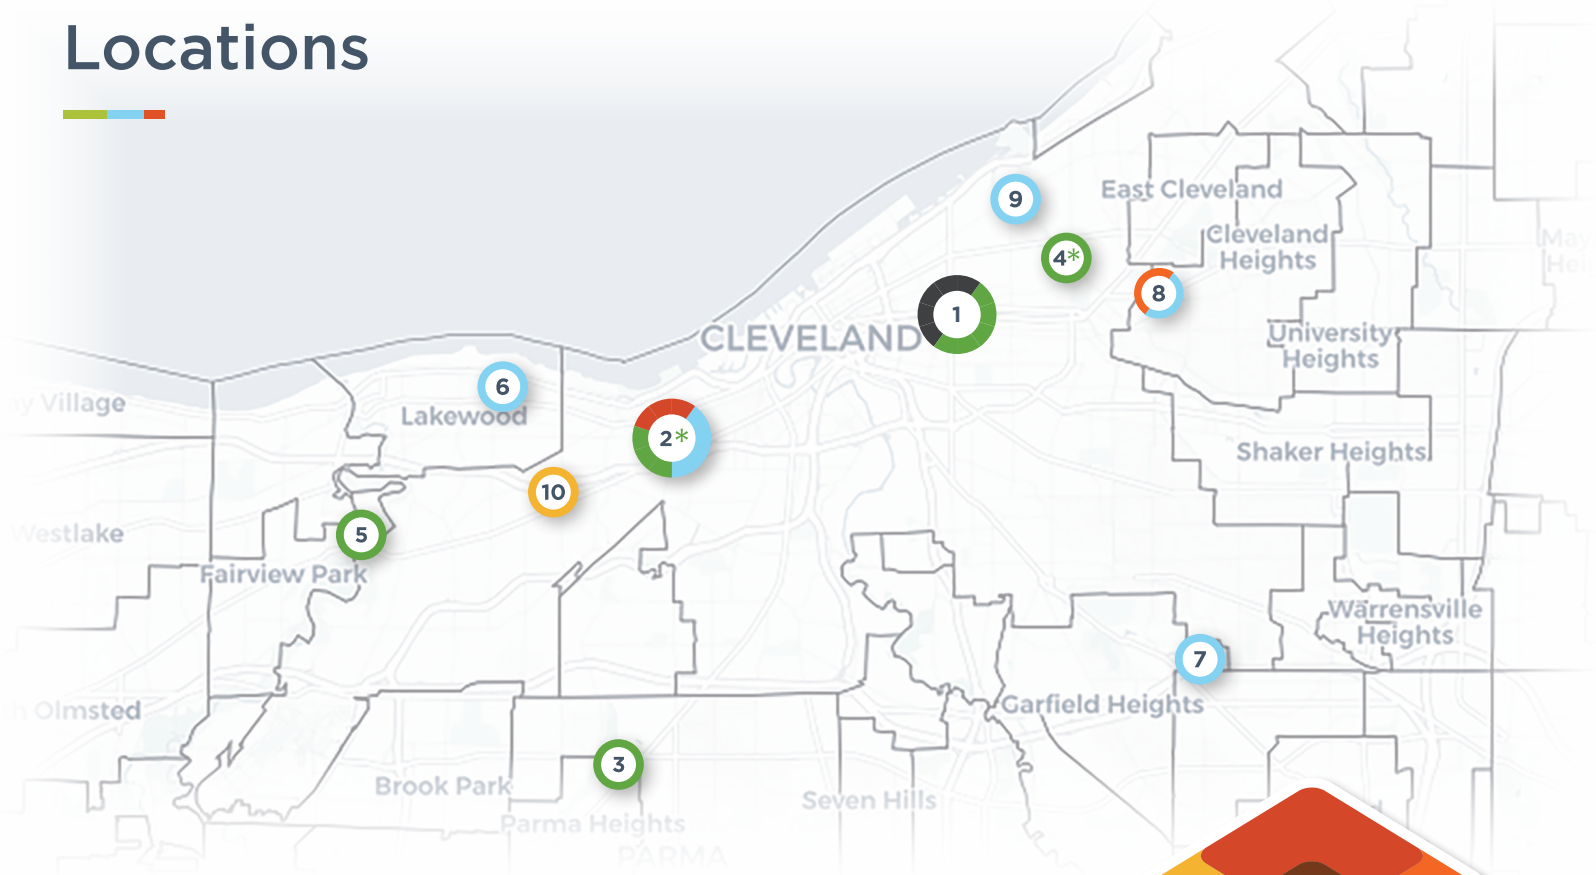 Locations
9
East Cleveland
4*
Cleveland
Heights
8
1
CLEVELAND
University
Heights
6
Village
Lakewood
2*
Shaker Heights
10
Westlake
5
Fairview Park
Warrensville
Heights
7
Olmsted
Garfield Heights
3
Brook Park
Seven Hills
Parma Heights
PARMA